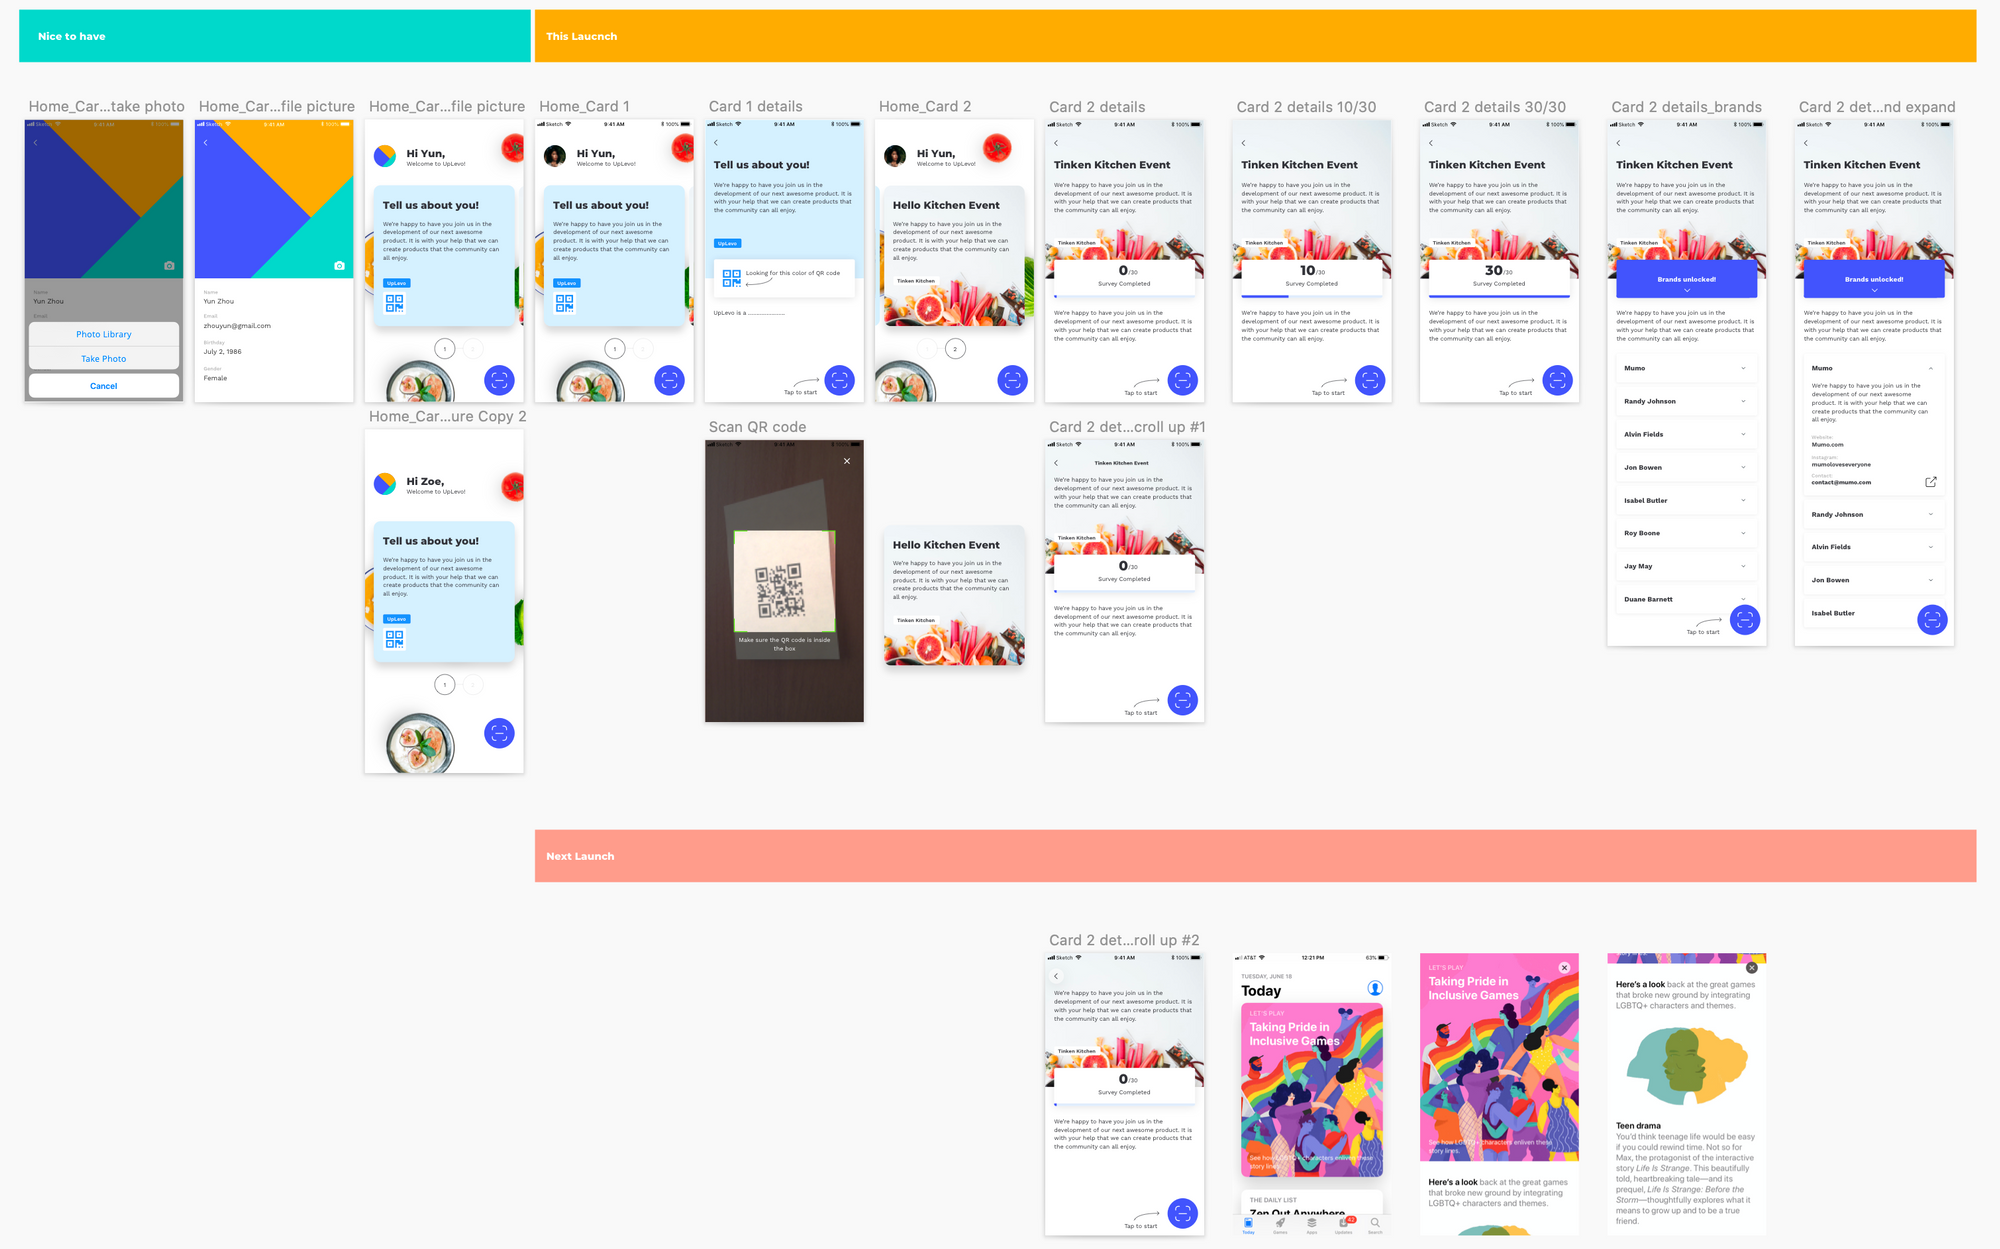 Nice to have
This Laucnch
Home_Car...take photo
Sketch
9:41 AM
100%
Name
Yun Zhou
Email
Photo Library
Take Photo
Cancel
Home_Car...file picture
Sketch
9:41 AM
100%
Name
Yun Zhou
Email
zhouyun@gmail.com
Birthday
July 2, 1986
Gender
Female
Home_Car...file picture
Hi Yun,
Welcome to UpLevo!
Tell us about you!
We're happy to have you join us in the
development of our next awesome
product. It is with your help that we can
create products that the community can
all enjoy.
UpLevo
1
2
Home_Car...ure Copy 2
Hi Zoe,
Welcome to UpLevo!
Tell us about you!
We're happy to have you join us in the
development of our next awesome
product. It is with your help that we can
create products that the community can
all enjoy.
UpLevo
1
2
Home_Card 1
Sketch
9:41 AM
100%
Hi Yun,
Welcome to UpLevo!
Tell us about you!
We're happy to have you join us in the
development of our next awesome
product. It is with your help that we can
create products that the community can
all enjoy.
UpLevo
1
2
Card 1 details
Sketch
9:41 AM
100%
Tell us about you!
We're happy to have you join us in the
development of our next awesome product. It is
with your help that we can create products that
the community can all enjoy.
UpLevo
Looking for this color of QR code
UpLevo is a ....................
Tap to start
Scan QR code
Sketch
9:41 AM
100%
Make sure the QR code is inside
the box
Home_Card 2
Hi Yun,
Welcome to UpLevo!
Hello Kitchen Event
We're happy to have you join us in the
development of our next awesome
product. It is with your help that we can
create products that the community can
all enjoy.
Tinken Kitchen
1
2
Hello Kitchen Event
We're happy to have you join us in the
development of our next awesome
product. It is with your help that we can
create products that the community can
all enjoy.
Tinken Kitchen
Card 2 details
Sketch
9:41 AM
100%
Tinken Kitchen Event
We're happy to have you join us in the
development of our next awesome product. It is
with your help that we can create products that
the community can all enjoy.
Tinken Kitchen
0/30
Survey Completed
We're happy to have you join us in the
development of our next awesome product. It is
with your help that we can create products that
the community can all enjoy.
Tap to start
Card 2 det...croll up #1
Sketch
9:41 AM
100%
Tinken Kitchen Event
We're happy to have you join us in the
development of our next awesome product. It is
with your help that we can create products that
the community can all enjoy.
Tinken Kitchen
0/30
Survey Completed
We're happy to have you join us in the
development of our next awesome product. It is
with your help that we can create products that
the community can all enjoy.
Tap to start
Card 2 details 10/30
Sketch
9:41 AM
100%
Tinken Kitchen Event
We're happy to have you join us in the
development of our next awesome product. It is
with your help that we can create products that
the community can all enjoy.
Tinken Kitchen
10/30
Survey Completed
We're happy to have you join us in the
development of our next awesome product. It is
with your help that we can create products that
the community can all enjoy.
Tap to start
Card 2 details 30/30
Sketch
9:41 AM
100%
Tinken Kitchen Event
We're happy to have you join us in the
development of our next awesome product. It is
with your help that we can create products that
the community can all enjoy.
Tinken Kitchen
30/30
Survey Completed
We're happy to have you join us in the
development of our next awesome product. It is
with your help that we can create products that
the community can all enjoy.
Tap to start
Card 2 details_brands
Sketch
9:41 AM
100%
Tinken Kitchen Event
We're happy to have you join us in the
development of our next awesome product. It is
with your help that we can create products that
the community can all enjoy.
Tinken Kitchen
Brands unlocked!
We're happy to have you join us in the
development of our next awesome product. It is
with your help that we can create products that
the community can all enjoy.
Mumo
Randy Johnson
Alvin Fields
Jon Bowen
Isabel Butler
Roy Boone
Jay May
Duane Barnett
Tap to start
Card 2 det...nd expand
Sketch
9:41 AM
100%
Tinken Kitchen Event
We're happy to have you join us in the
development of our next awesome product. It is
with your help that we can create products that
the community can all enjoy.
Tinken Kitchen
Brands unlocked!
We're happy to have you join us in the
development of our next awesome product. It is
with your help that we can create products that
the community can all enjoy.
Mumo
We're happy to have you join us in the
development of our next awesome
product. It is with your help that we can
create products that the community can
all enjoy.
Website:
Mumo.com
Instagram:
mumoloveseveryone
Contact:
contact@mumo.com
Randy Johnson
Alvin Fields
Jon Bowen
Isabel Butler
Next Launch
Card 2 det...roll up #2
Sketch
9:41 AM
100%
We're happy to have you join us in the
development of our next awesome product. It is
with your help that we can create products that
the community can all enjoy.
Tinken Kitchen
0/30
Survey Completed
We're happy to have you join us in the
development of our next awesome product. It is
with your help that we can create products that
the community can all enjoy.
Tap to start
AT&T
12:21 PM
63%
TUESDAY, JUNE 18
Today
LET'S PLAY
Taking Pride in
Inclusive Games
See how LGBTQ+ characters enliven these
story lines.
THE DAILY LIST
Zen Out Anywhere
42
Today
Games
Apps
Updates
Search
LET'S PLAY
Taking Pride in
Inclusive Games
See how LGBTQ+ characters enliven these
story lines.
Here's a look back at the great games
that broke new ground by integrating
LGBTQ+ characters and themes.
Here's a look back at the great games
that broke new ground by integrating
LGBTQ+ characters and themes.
Teen drama
You'd think teenage life would be easy
if you could rewind time. Not so for
Max, the protagonist of the interactive
story Life Is Strange. This beautifully
told, heartbreaking tale—and its
prequel, Life Is Strange: Before the
Storm—thoughtfully explores what it
means to grow up and to be a true
friend.